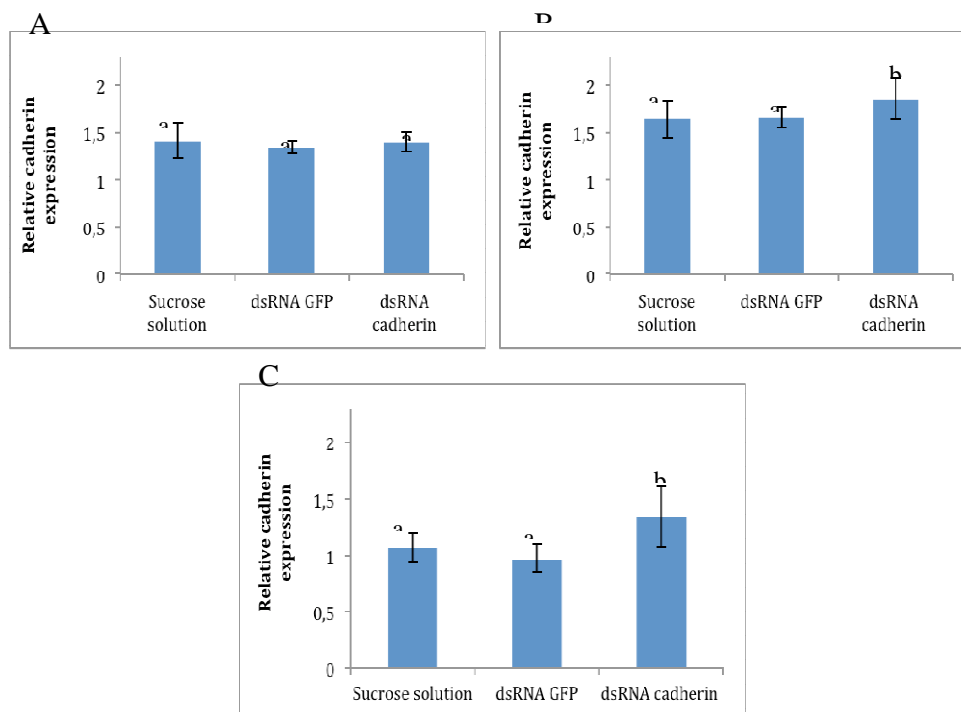 A
Relative cadherin
expression
2
1,5
1
0,5
0
a
a
a
Sucrose
solution
dsRNA GFP
dsRNA
cadherin
B
Relative cadherin
expression
2
1,5
1
0,5
0
a
a
b
Sucrose
solution
dsRNA GFP
dsRNA
cadherin
C
Relative cadherin
expression
2
1,5
1
0,5
0
a
a
b
Sucrose solution
dsRNA GFP
dsRNA cadherin